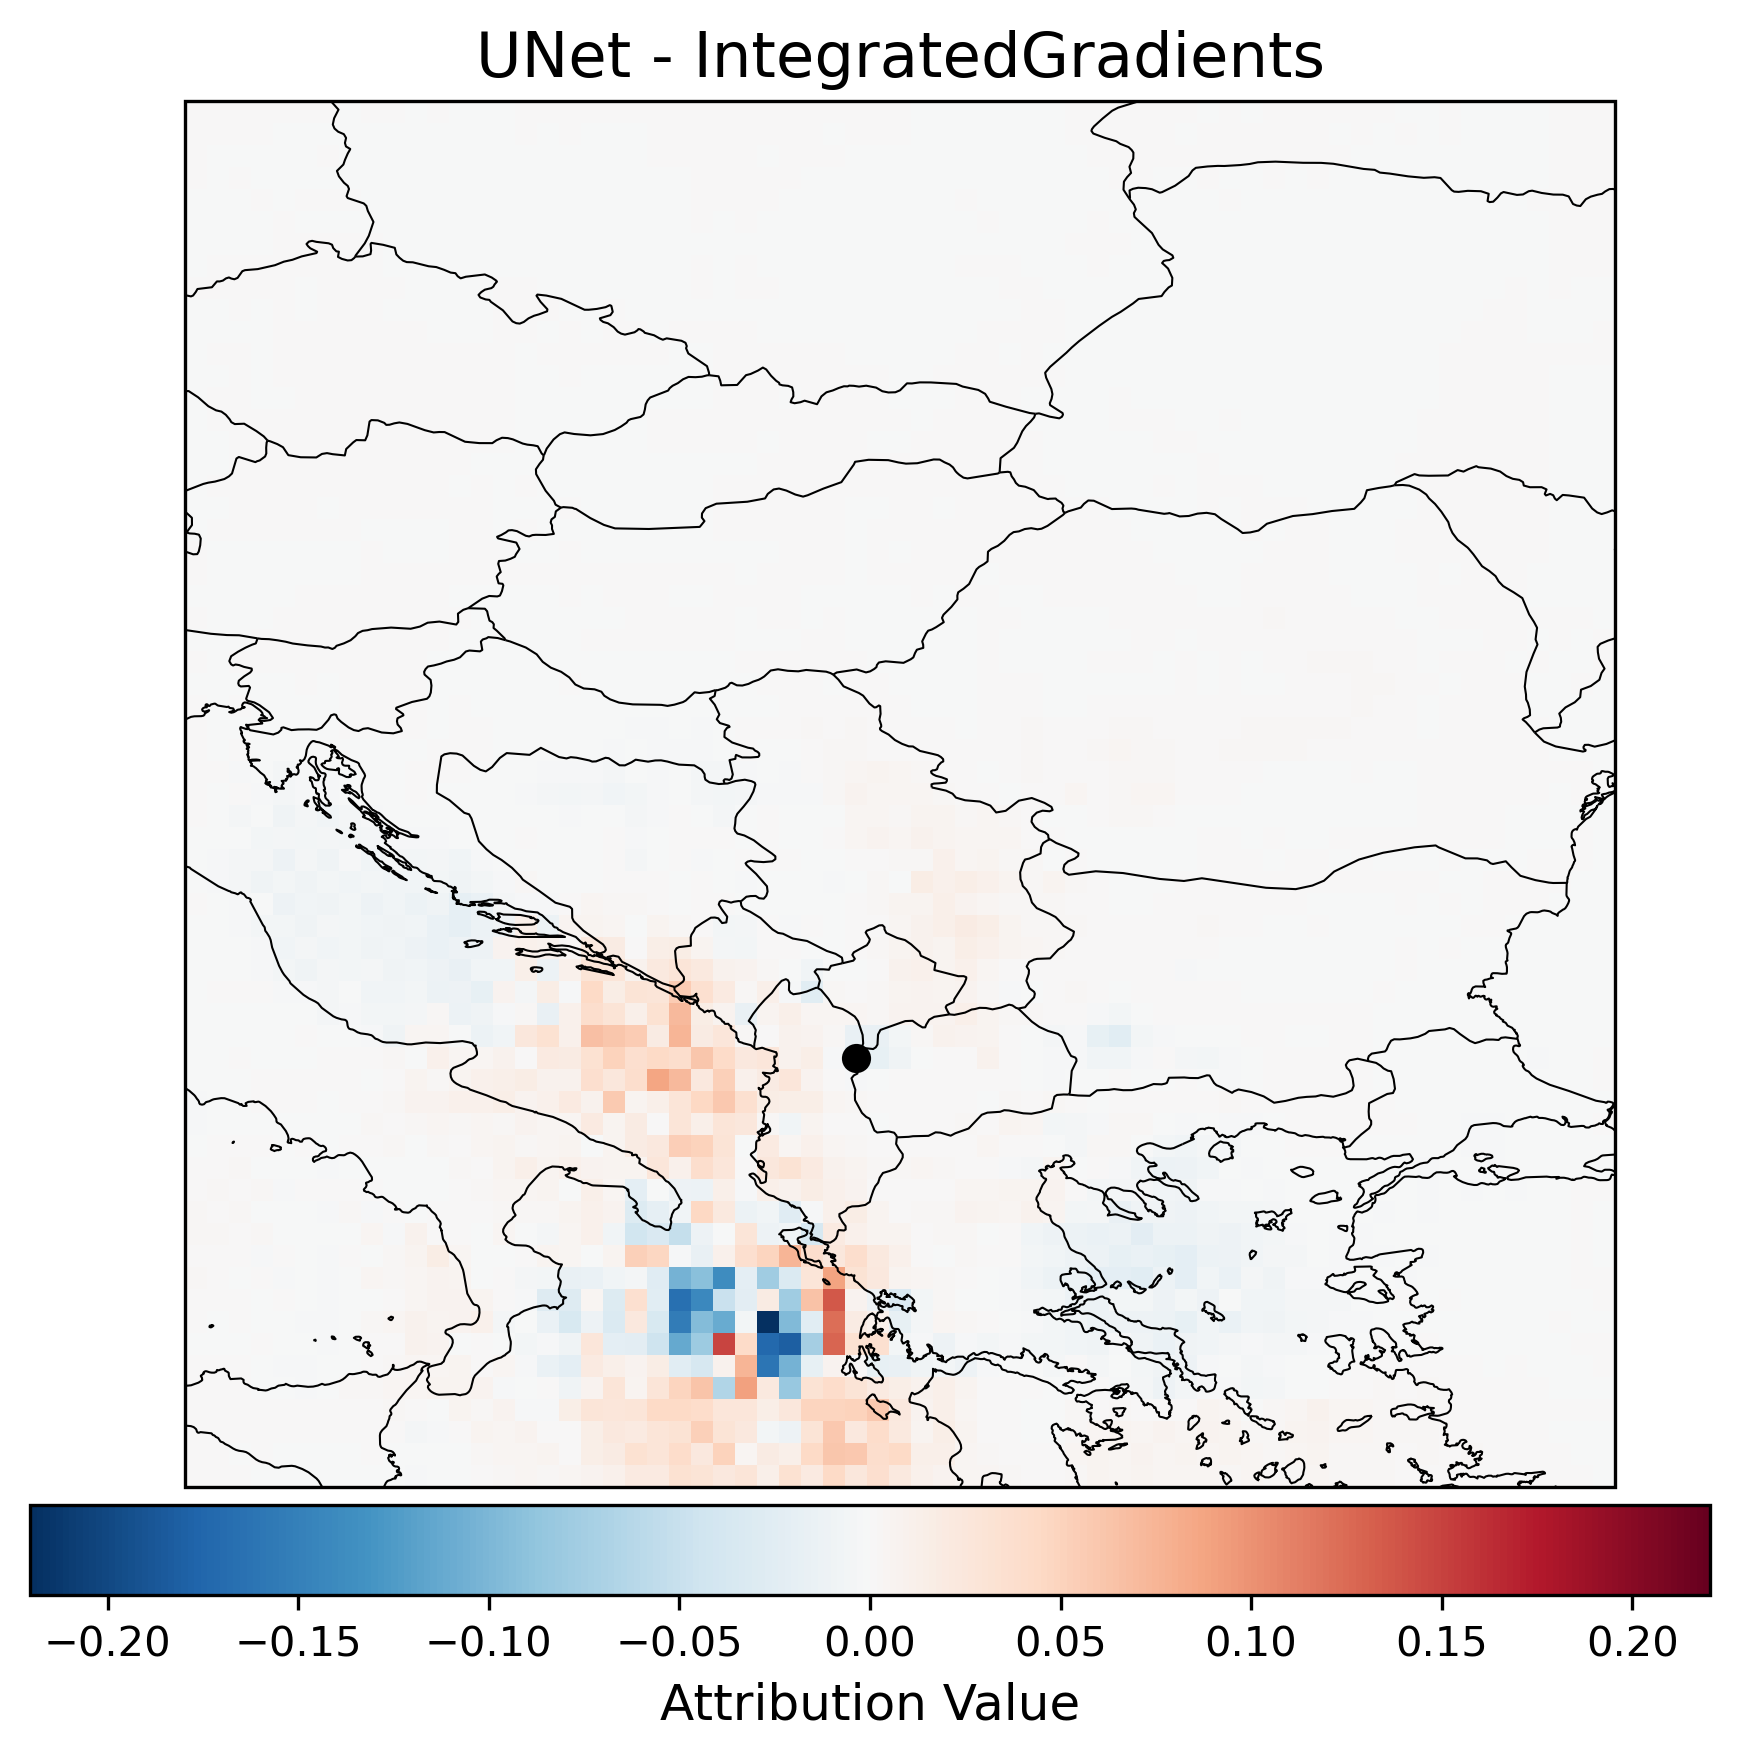 UNet - IntegratedGradients
−0.20 −0.15 −0.10 −0.05 0.00 0.05 0.10 0.15 0.20
Attribution Value